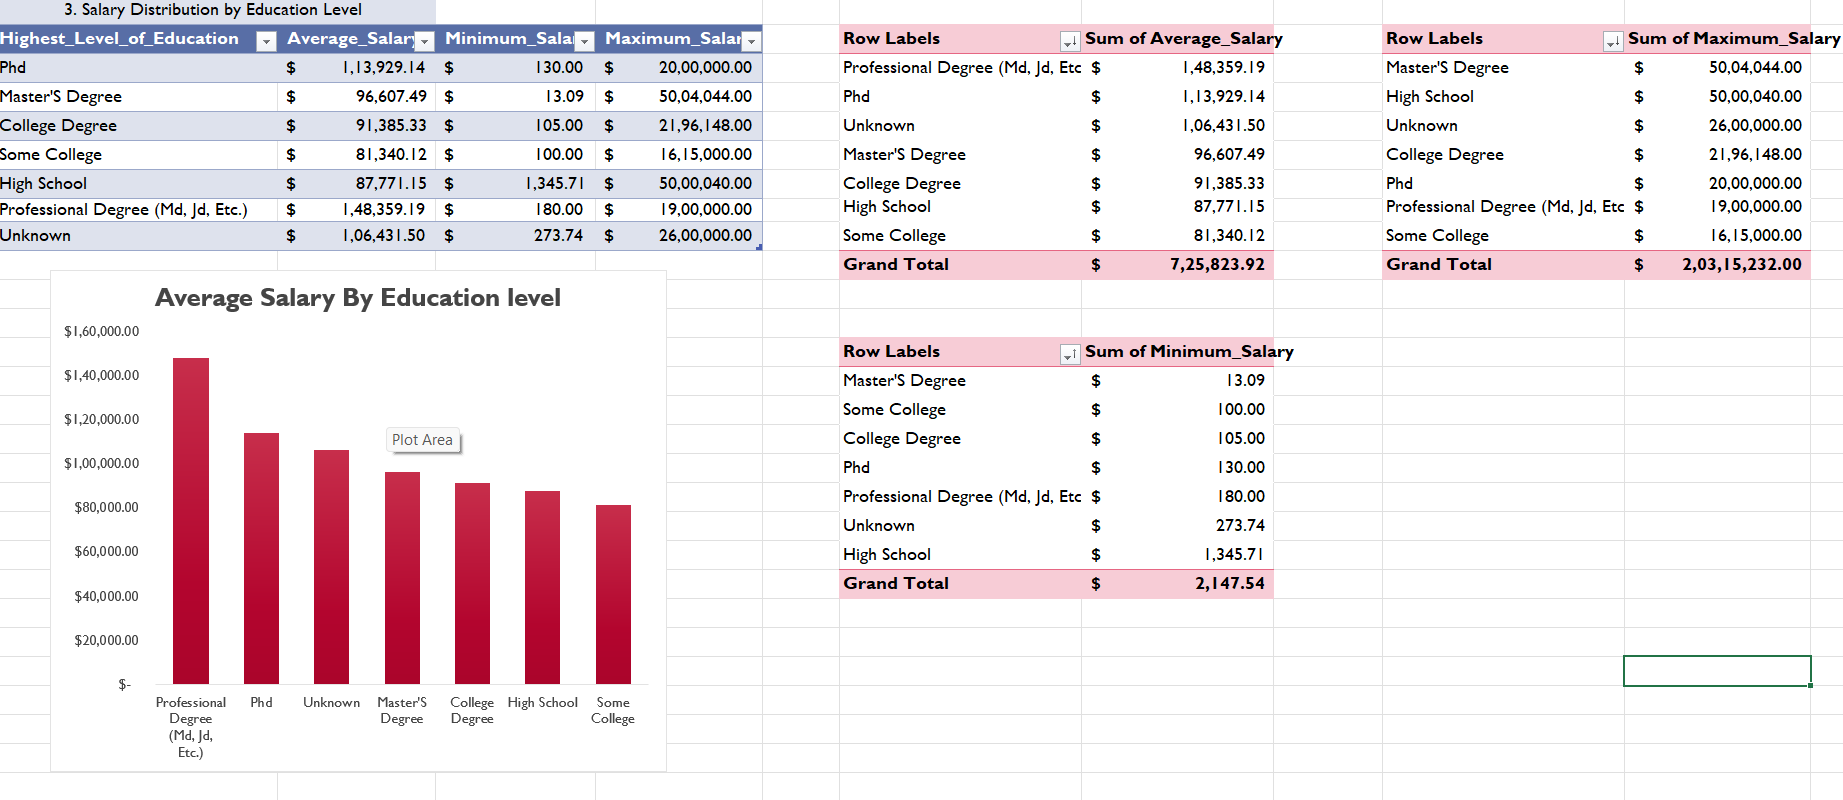 3. Salary Distribution by Education Level
Highest_Level_of_Education Average_Salary Minimum_Sala Maximum_Salar
Phd $ 1,13,929.14 $ 130.00 $ 20,00,000.00
Master'S Degree $ 96,607.49 $ 13.09 $ 50,04,044.00
College Degree $ 91,385.33 $ 105.00 $ 21,96,148.00
Some College $ 81,340.12 $ 100.00 $ 16,15,000.00
High School $ 87,771.15 $ 1,345.71 $ 50,00,040.00
Professional Degree (Md, Jd, Etc.) $ 1,48,359.19 $ 180.00 $ 19,00,000.00
Unknown $ 1,06,431.50 $ 273.74 $ 26,00,000.00
Row Labels Sum of Average_Salary
Professional Degree (Md, Jd, Etc $ 1,48,359.19
Phd $ 1,13,929.14
Unknown $ 1,06,431.50
Master'S Degree $ 96,607.49
College Degree $ 91,385.33
High School $ 87,771.15
Some College $ 81,340.12
Grand Total $ 7,25,823.92
Row Labels Sum of Maximum_Salary
Master'S Degree $ 50,04,044.00
High School $ 50,00,040.00
Unknown $ 26,00,000.00
College Degree $ 21,96,148.00
Phd $ 20,00,000.00
Professional Degree (Md, Jd, Etc $ 19,00,000.00
Some College $ 16,15,000.00
Grand Total $ 2,03,15,232.00
Average Salary By Education level
$1,60,000.00
$1,40,000.00
$1,20,000.00
$1,00,000.00
$80,000.00
$60,000.00
$40,000.00
$20,000.00
$-
Plot Area
Professional Degree (Md, Jd, Etc.)
Phd
Unknown
Master'S Degree
College Degree
High School
Some College
Row Labels Sum of Minimum_Salary
Master'S Degree $ 13.09
Some College $ 100.00
College Degree $ 105.00
Phd $ 130.00
Professional Degree (Md, Jd, Etc $ 180.00
Unknown $ 273.74
High School $ 1,345.71
Grand Total $ 2,147.54